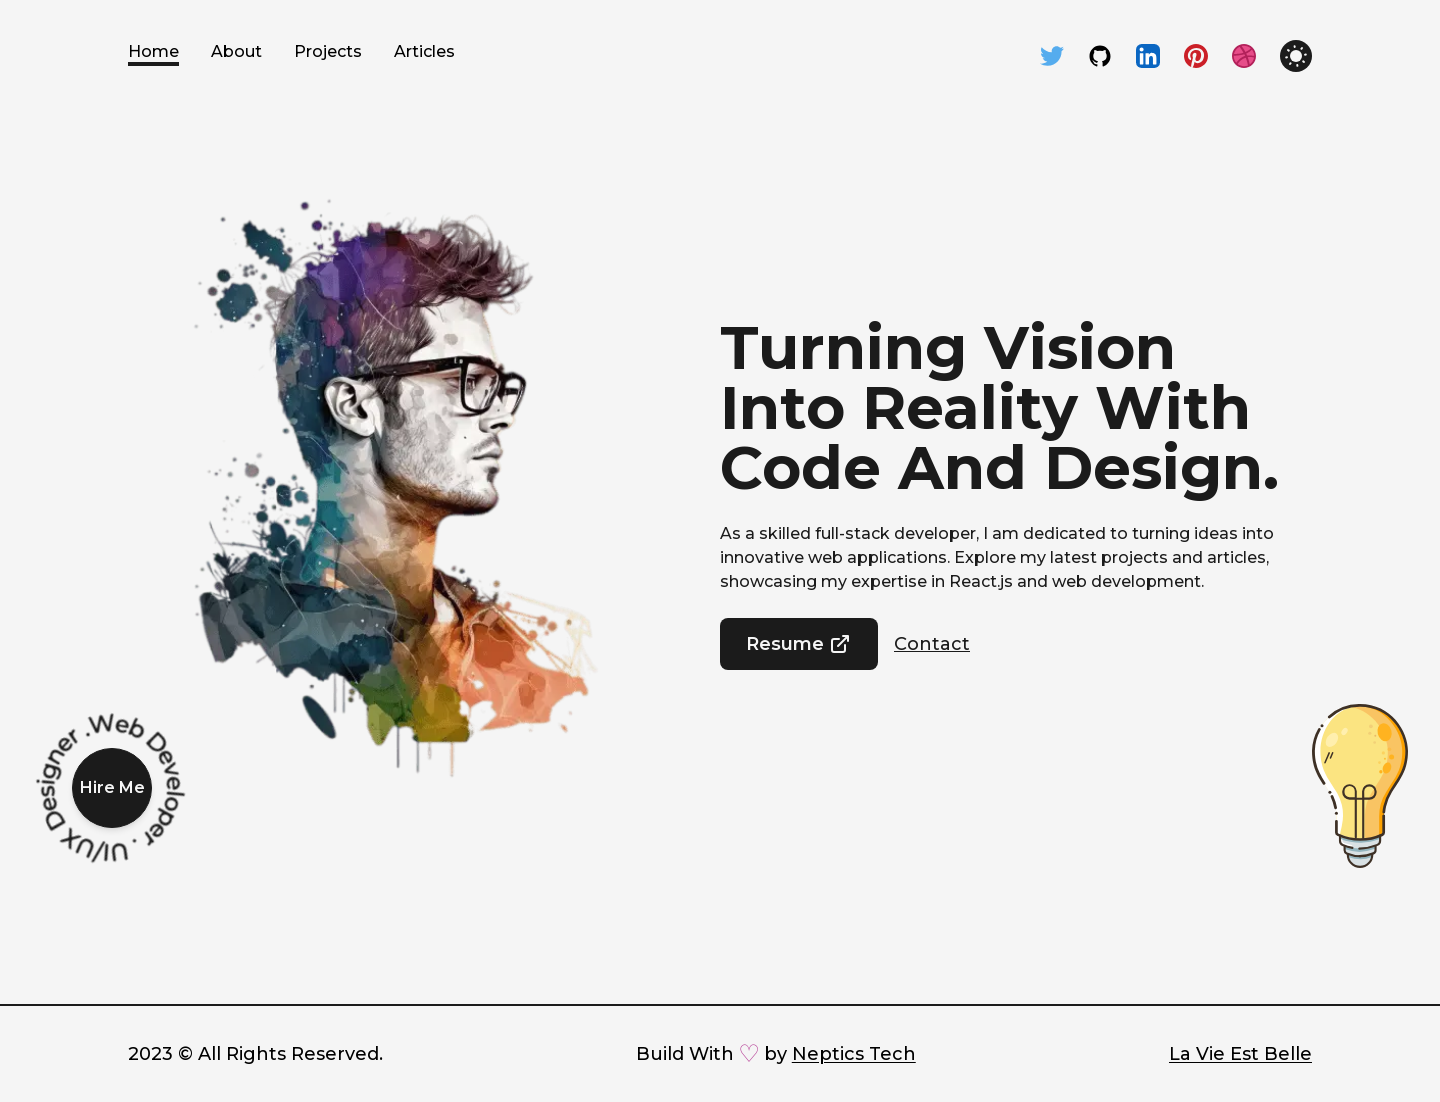 Home
About
Projects
Articles
Turning Vision
Into Reality With
Code And Design.
As a skilled full-stack developer, I am dedicated to turning ideas into
innovative web applications. Explore my latest projects and articles,
showcasing my expertise in React.js and web development.
Resume
Contact
Web Developer . UI/UX Designer .
Hire Me
2023 © All Rights Reserved.
Build With ♡ by Neptics Tech
La Vie Est Belle